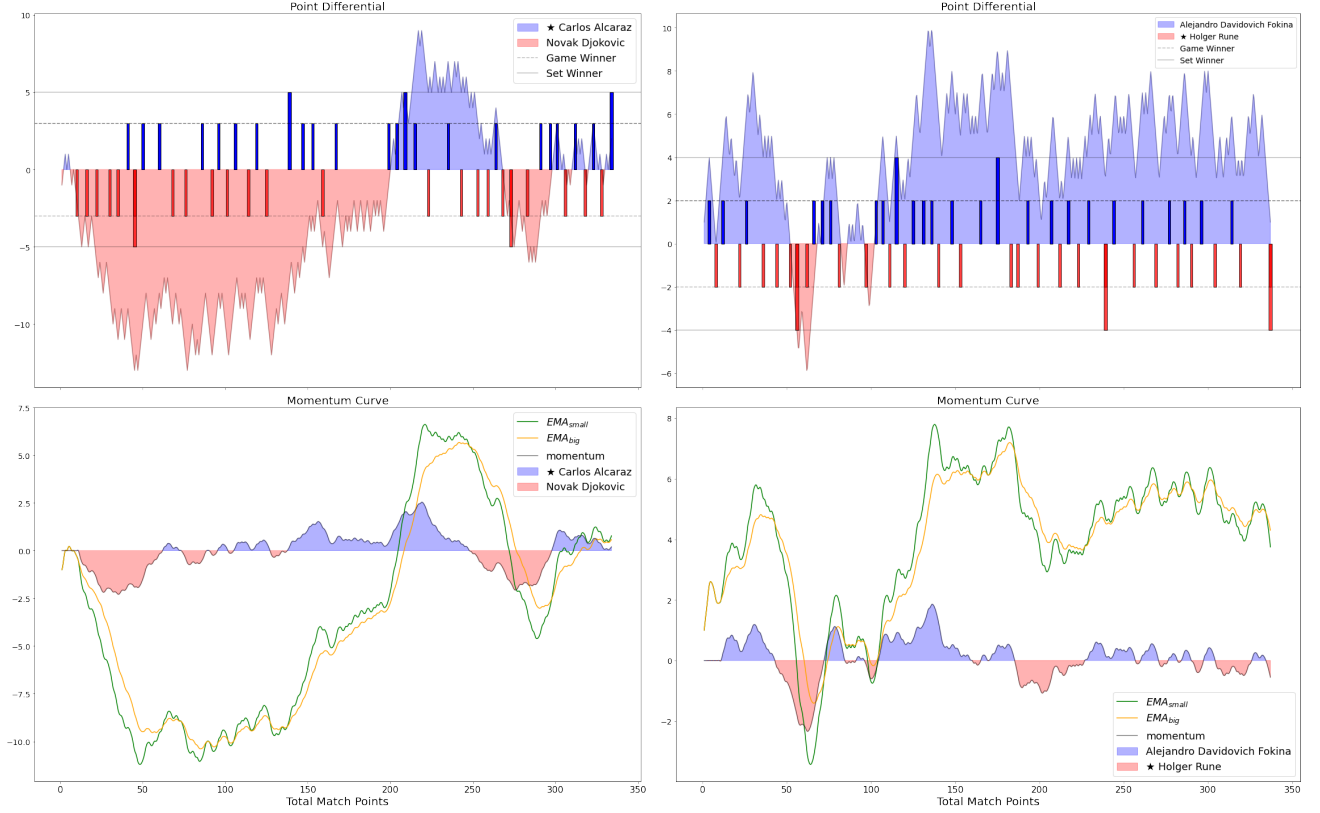 Point Differential
10
5
0
−5
−10
★ Carlos Alcaraz
Novak Djokovic
Game Winner
Set Winner
Point Differential
10
8
6
4
2
0
−2
−4
−6
Alejandro Davidovich Fokina
★ Holger Rune
Game Winner
Set Winner
Momentum Curve
7.5
5.0
2.5
0.0
−2.5
−5.0
−7.5
−10.0
EMAsmall
EMAbig
momentum
★ Carlos Alcaraz
Novak Djokovic
0 50 100 150 200 250 300 350
Total Match Points
Momentum Curve
8
6
4
2
0
−2
EMAsmall
EMAbig
momentum
Alejandro Davidovich Fokina
★ Holger Rune
0 50 100 150 200 250 300 350
Total Match Points